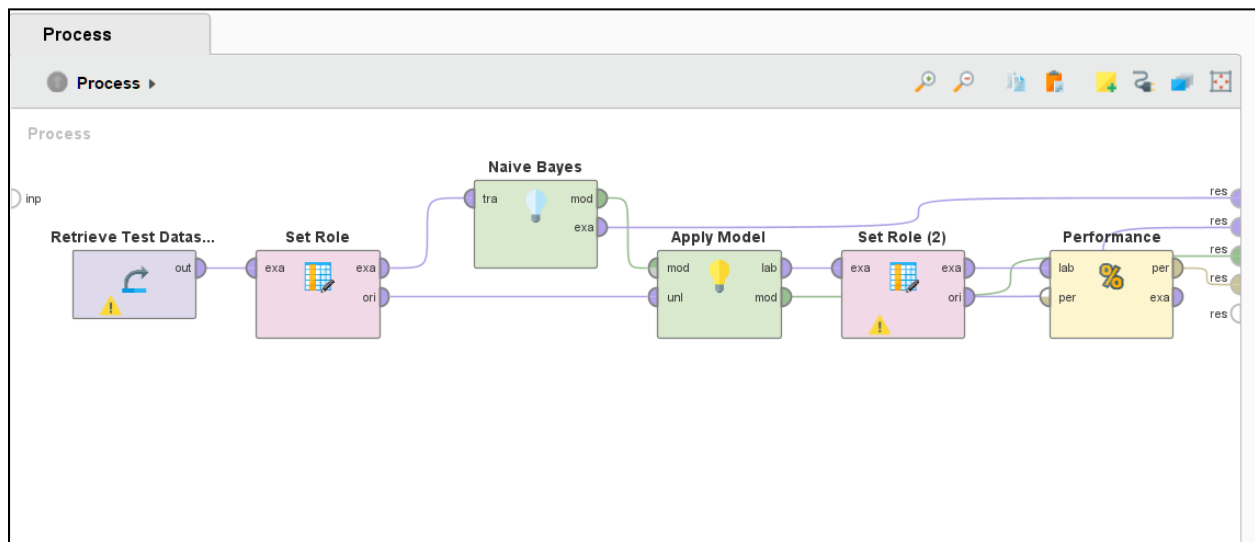 Process
Process
Process
inp
Retrieve Test Datas...
out
Set Role
exa
exa
ori
Naive Bayes
tra
mod
exa
Apply Model
mod
lab
unl
mod
Set Role (2)
exa
exa
ori
Performance
%
lab
per
per
exa
res
res
res
res
res